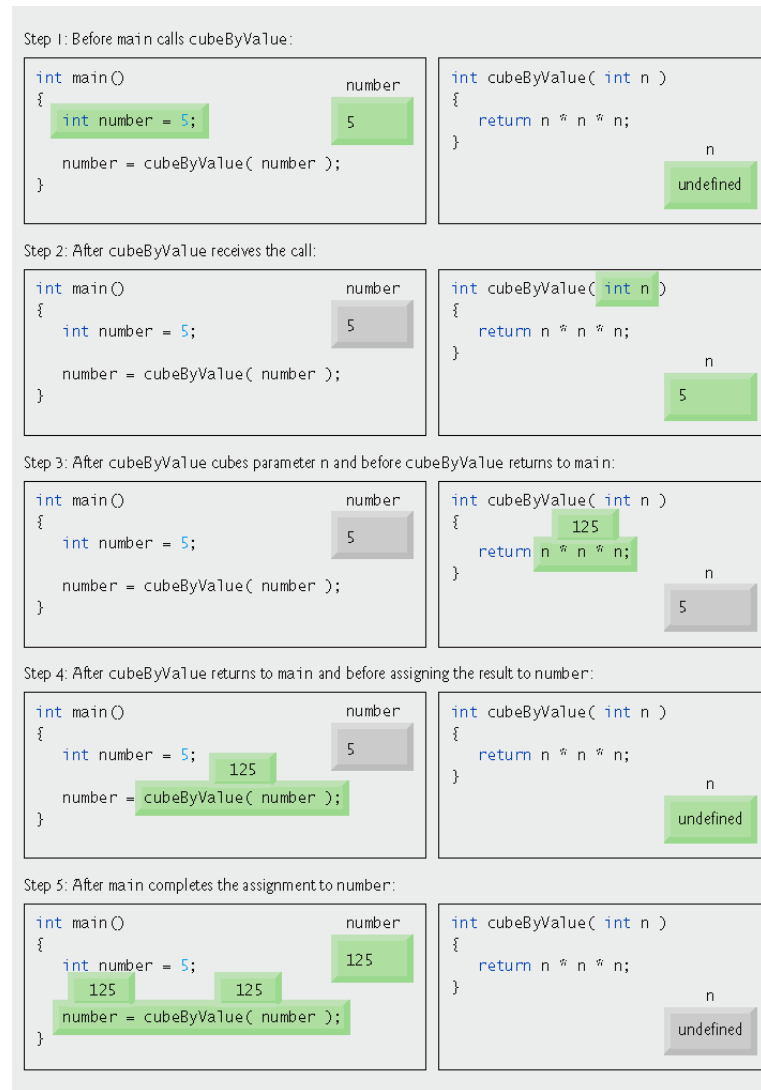 Step 1: Before main calls cubeByValue:
int main()
{
int number = 5;
number = cubeByValue( number );
}
number
5
int cubeByValue( int n )
{
return n * n * n;
}
n
undefined
Step 2: After cubeByValue receives the call:
int main()
{
int number = 5;
number = cubeByValue( number );
}
number
5
int cubeByValue( int n )
{
return n * n * n;
}
n
5
Step 3: After cubeByValue cubes parameter n and before cubeByValue returns to main:
int main()
{
int number = 5;
number = cubeByValue( number );
}
number
5
int cubeByValue( int n )
{
125
return n * n * n;
}
n
5
Step 4: After cubeByValue returns to main and before assigning the result to number:
int main()
{
int number = 5;
125
number = cubeByValue( number );
}
number
5
int cubeByValue( int n )
{
return n * n * n;
}
n
undefined
Step 5: After main completes the assignment to number:
int main()
{
int number = 5;
125 125
number = cubeByValue( number );
}
number
125
int cubeByValue( int n )
{
return n * n * n;
}
n
undefined